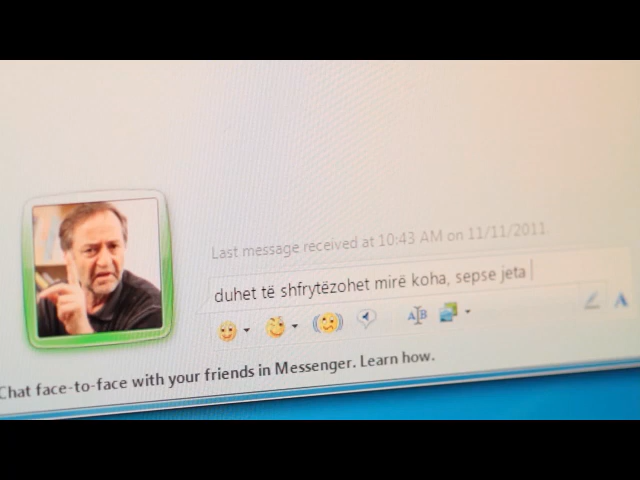 Last message received at 10:43 AM on 11/11/2011.
duhet të shfrytëzohet mirë koha, sepse jeta
AB
A
Chat face-to-face with your friends in Messenger. Learn how.